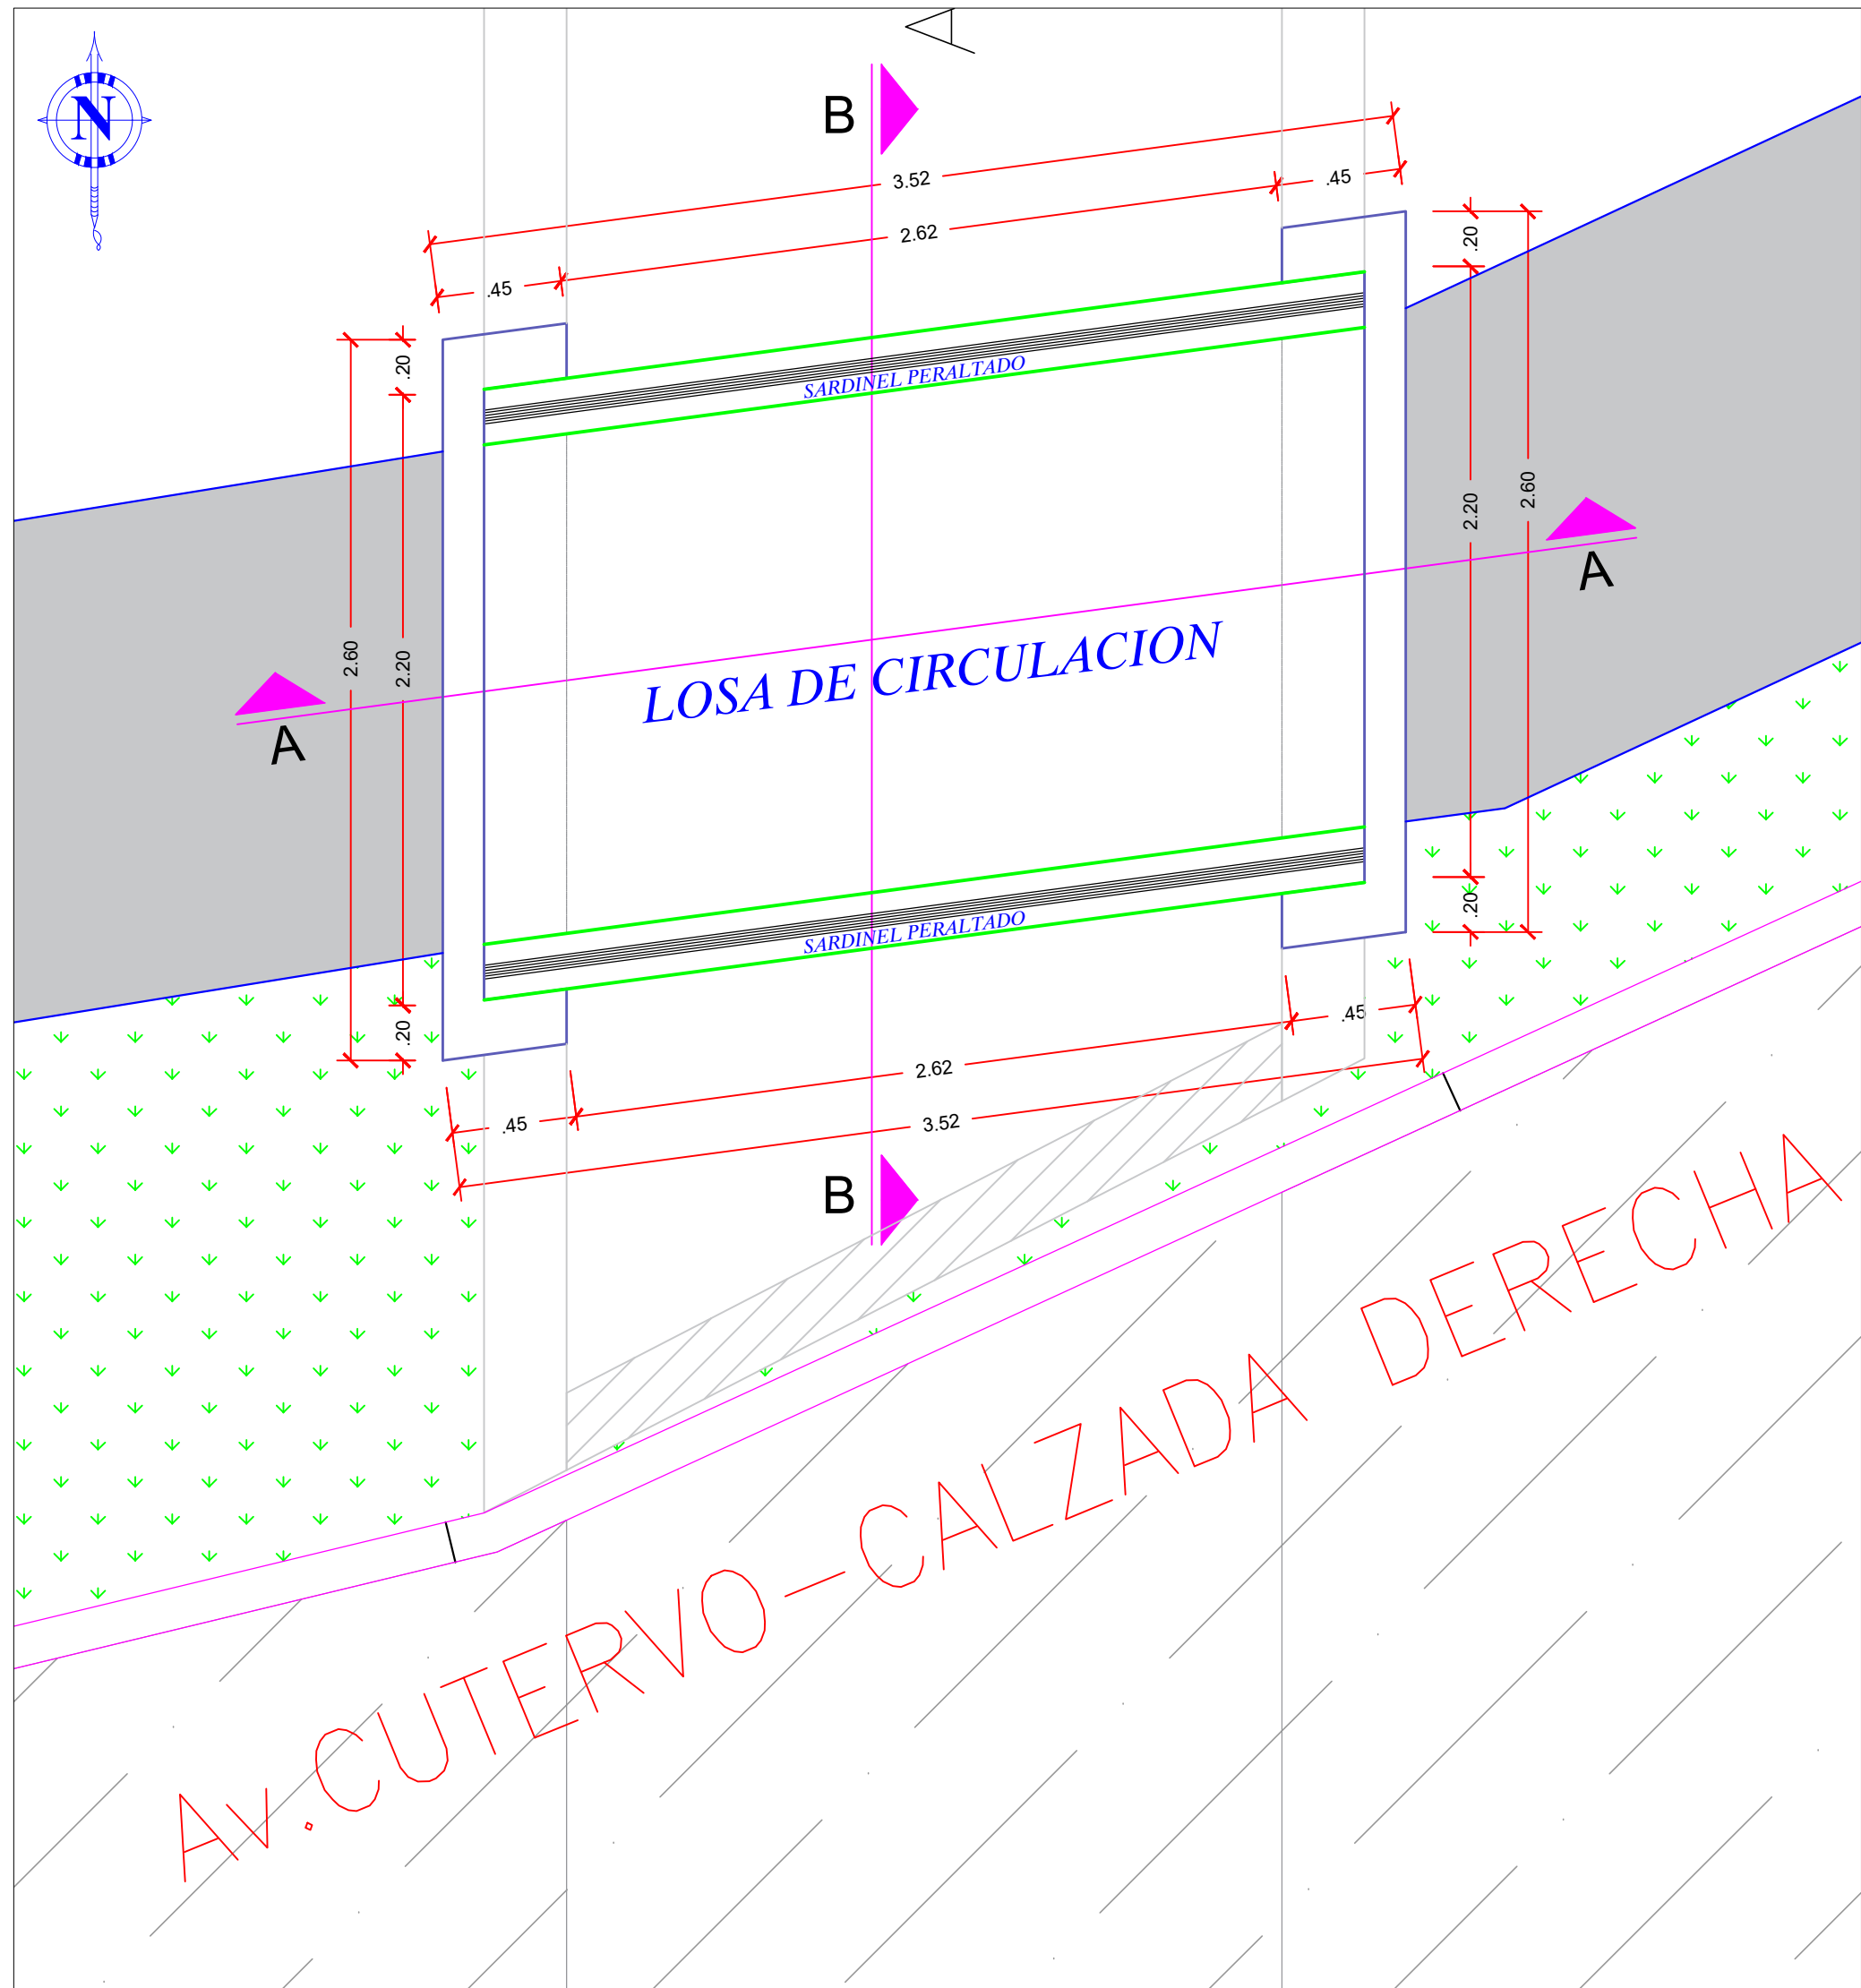 N
B
3.52
.45
2.62
.45
.20
.20
SARDINEL PERALTADO
2.60
2.20
2.20
2.60
A
A
LOSA DE CIRCULACION
SARDINEL PERALTADO
.20
.20
.45
2.62
.45
3.52
B
Av.CUTERVO-CALZADA DERECHA